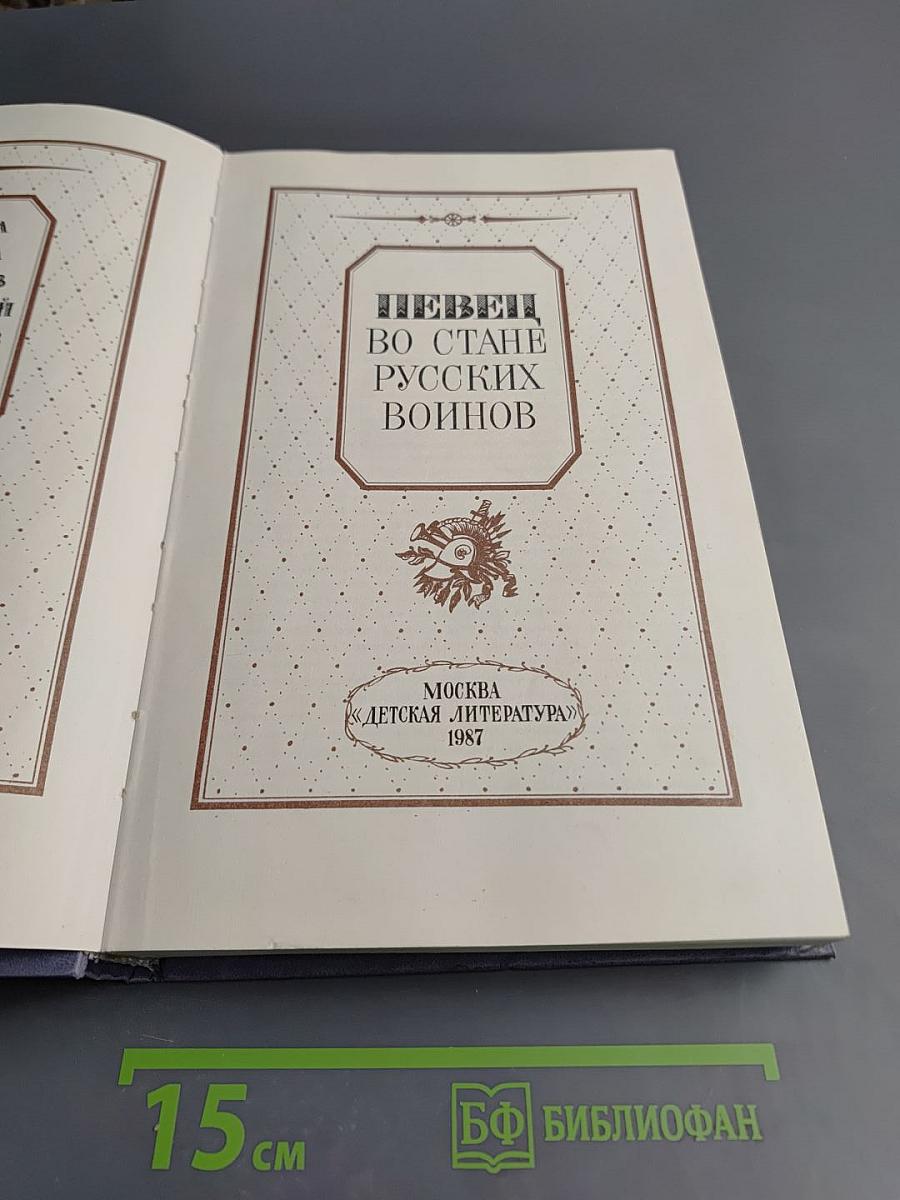 ПЕВЕЦ
ВО СТАНЕ
РУССКИХ
ВОИНОВ
МОСКВА
«ДЕТСКАЯ ЛИТЕРАТУРА»
1987
15 СМ
БФ БИБЛИОФАН